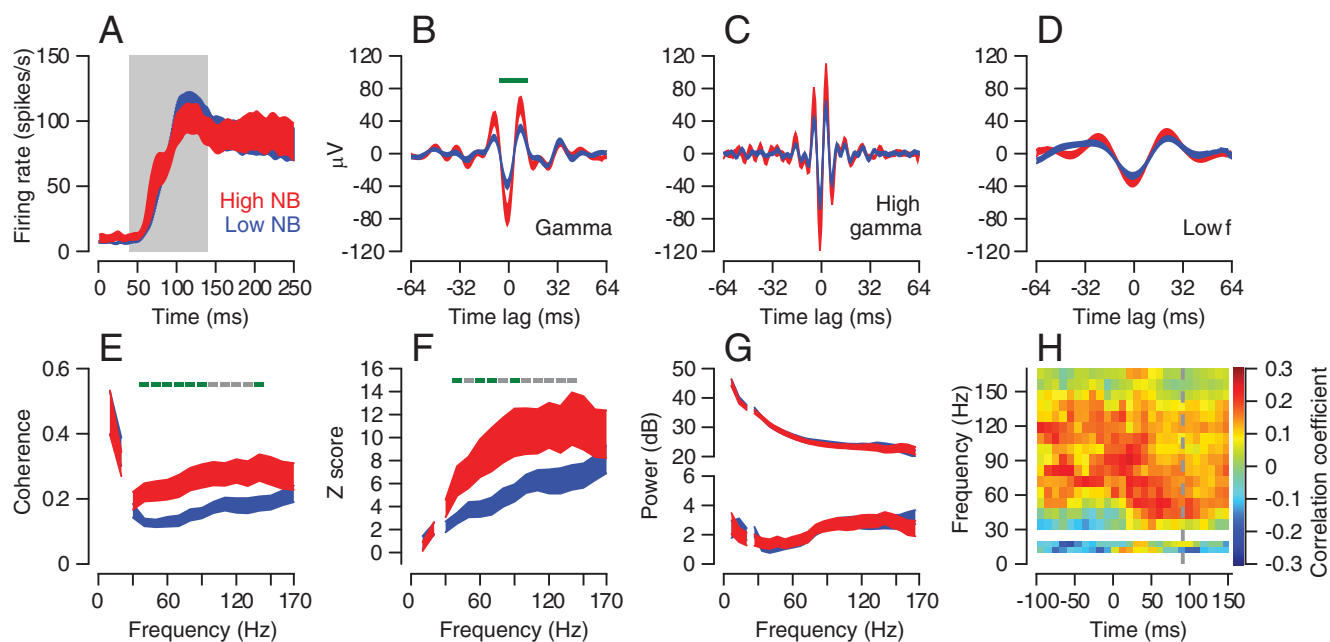 A
Firing rate (spikes/s)
150
100
50
0
High NB
Low NB
0 50 100 150 200 250
Time (ms)
B
μV
120
80
40
0
-40
-80
-120
Gamma
-64 -32 0 32 64
Time lag (ms)
C
120
80
40
0
-40
-80
-120
High
gamma
-64 -32 0 32 64
Time lag (ms)
D
120
80
40
0
-40
-80
-120
Low f
-64 -32 0 32 64
Time lag (ms)
E
Coherence
0.6
0.4
0.2
0
0 60 120 170
Frequency (Hz)
F
Z score
16
14
12
10
8
6
4
2
0
0 60 120 170
Frequency (Hz)
G
Power (dB)
50
40
30
20
6
4
2
0
0 60 120 170
Frequency (Hz)
H
Frequency (Hz)
150
120
90
60
30
0
-100 -50 0 50 100 150
Time (ms)
0.3
0.2
0.1
0
-0.1
-0.2
-0.3
Correlation coefficient